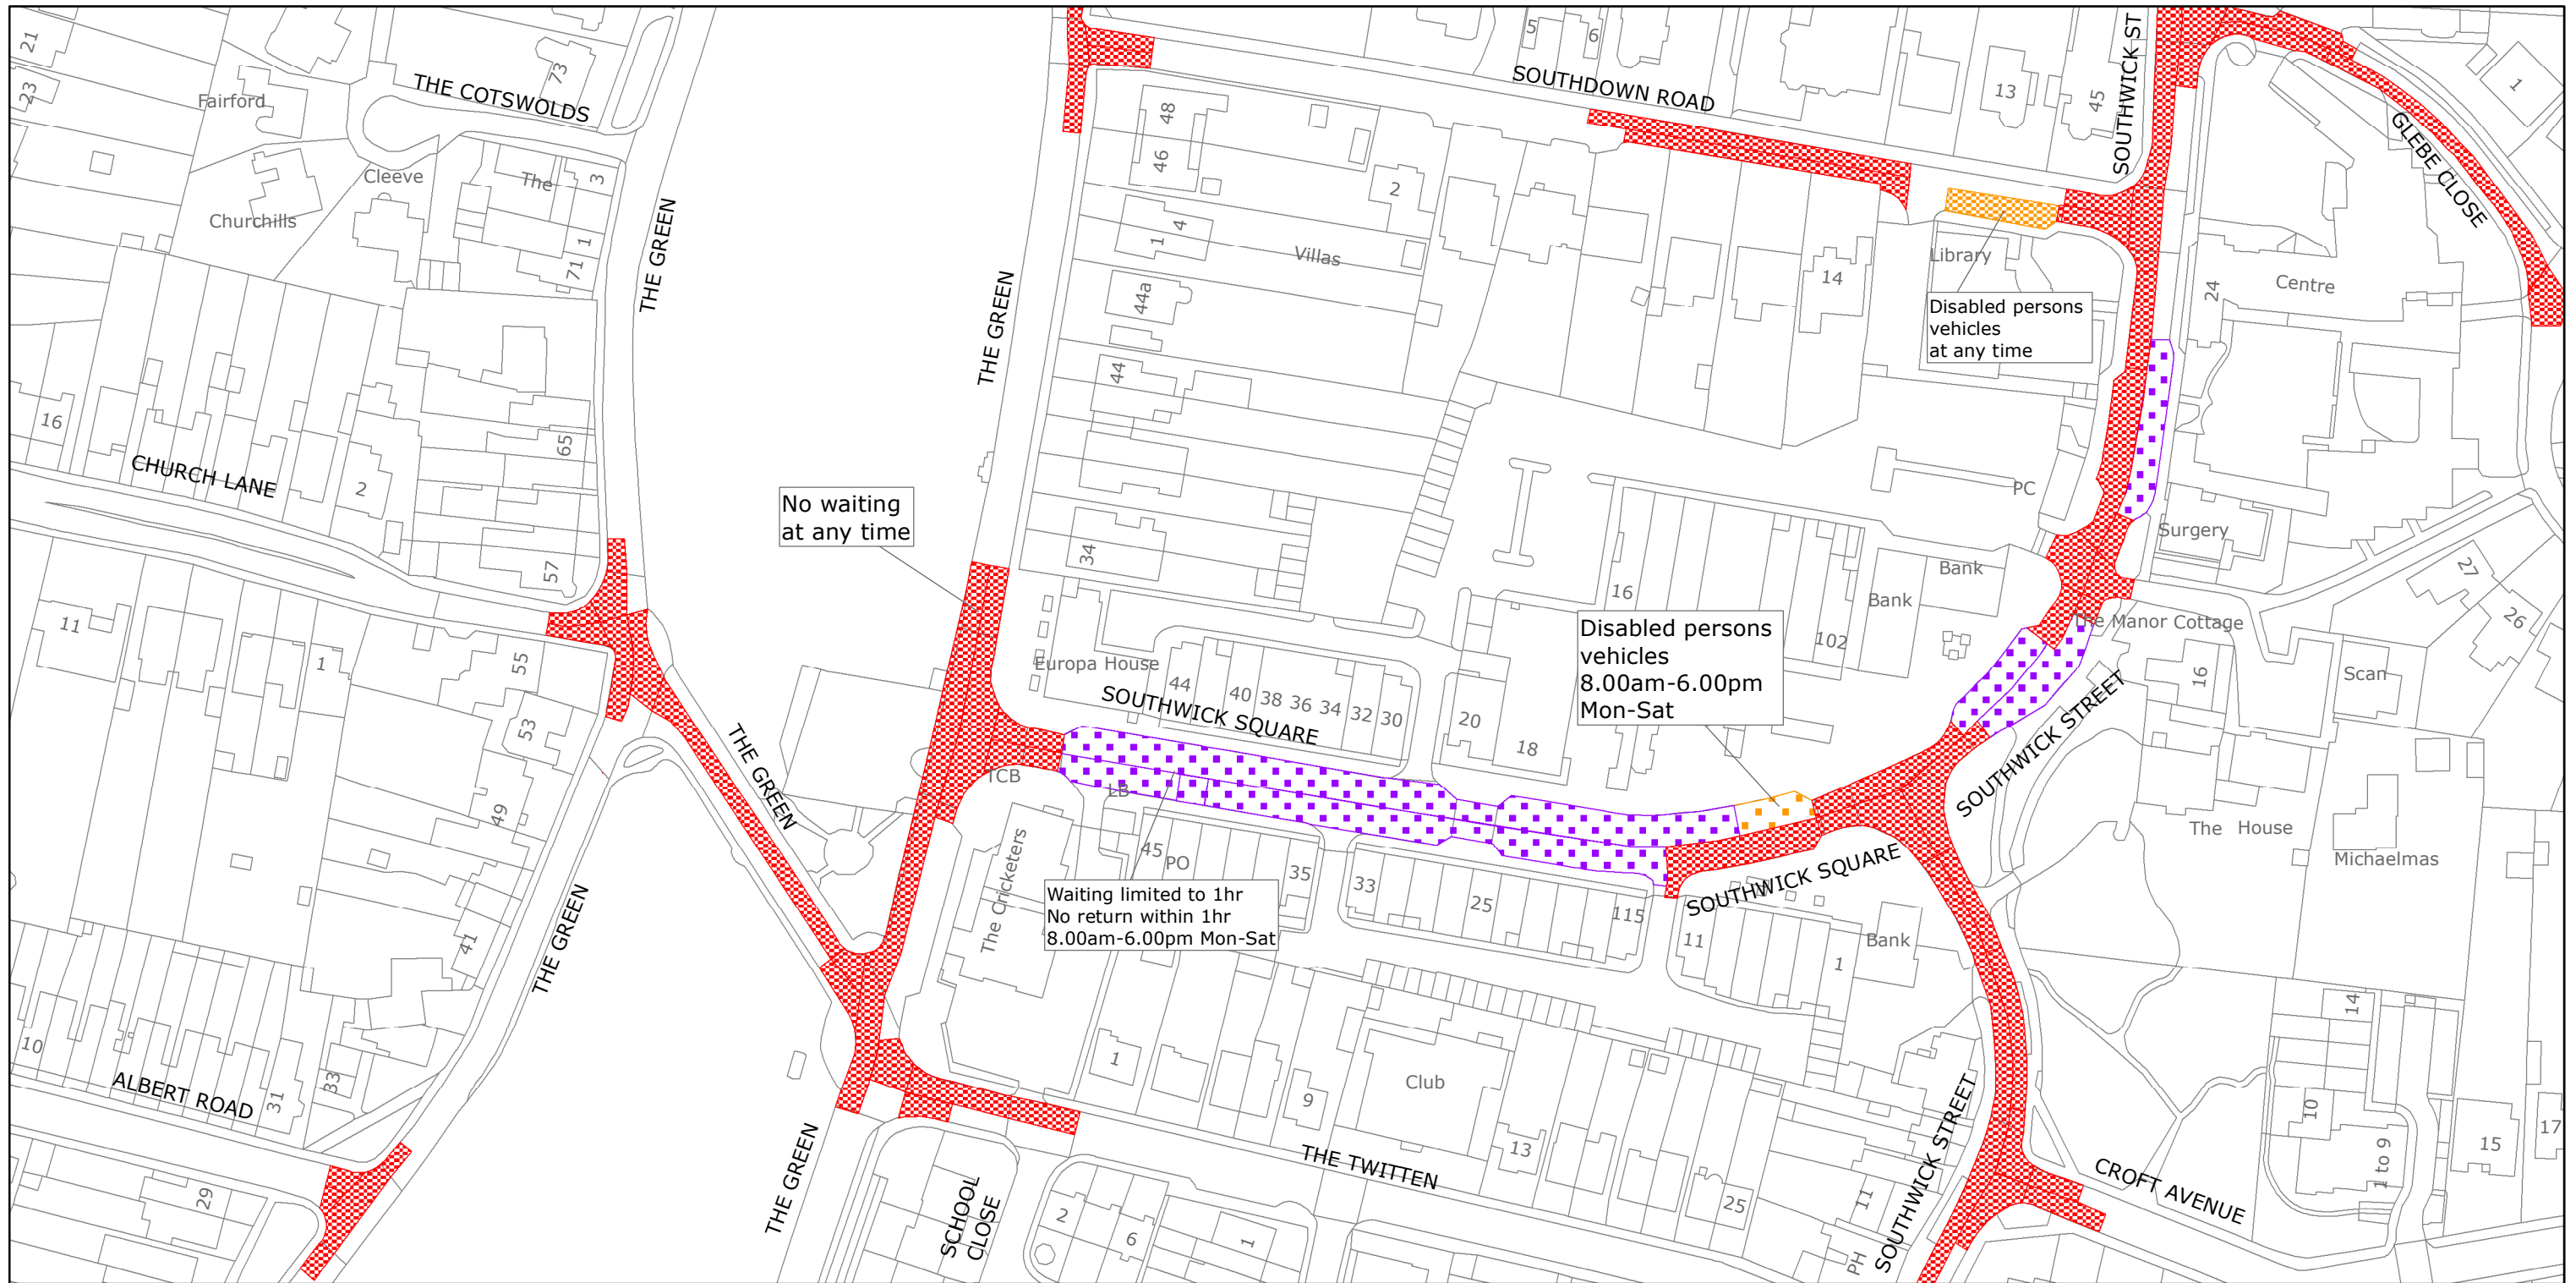 21
23
Fairford
THE COTSWOLDS
73
Cleeve
The
3
Churchills
1
71
THE GREEN
16
CHURCH LANE
2
65
57
11
1
55
53
49
41
THE GREEN
THE GREEN
10
ALBERT ROAD
31
33
29
5
6
SOUTHDOWN ROAD
13
45
SOUTHWICK ST
1
GLEBE CLOSE
48
46
2
1
4
Villas
44a
14
Library
24
Centre
THE GREEN
44
Disabled persons
vehicles
at any time
No waiting
at any time
34
PC
Surgery
16
Bank
Bank
102
27
26
The Manor Cottage
Disabled persons
vehicles
8.00am-6.00pm
Mon-Sat
Europa House
44
40
38
36
34
32
30
SOUTHWICK SQUARE
20
18
16
Scan
SOUTHWICK STREET
TCB
LB
The House
Michaelmas
The Cricketers
45
PO
35
33
25
115
SOUTHWICK SQUARE
Waiting limited to 1hr
No return within 1hr
8.00am-6.00pm Mon-Sat
11
1
Bank
1
9
Club
13
25
14
10
1 to 9
15
17
THE GREEN
THE TWITTEN
SCHOOL
CLOSE
2
6
1
11
PH
SOUTHWICK STREET
CROFT AVENUE